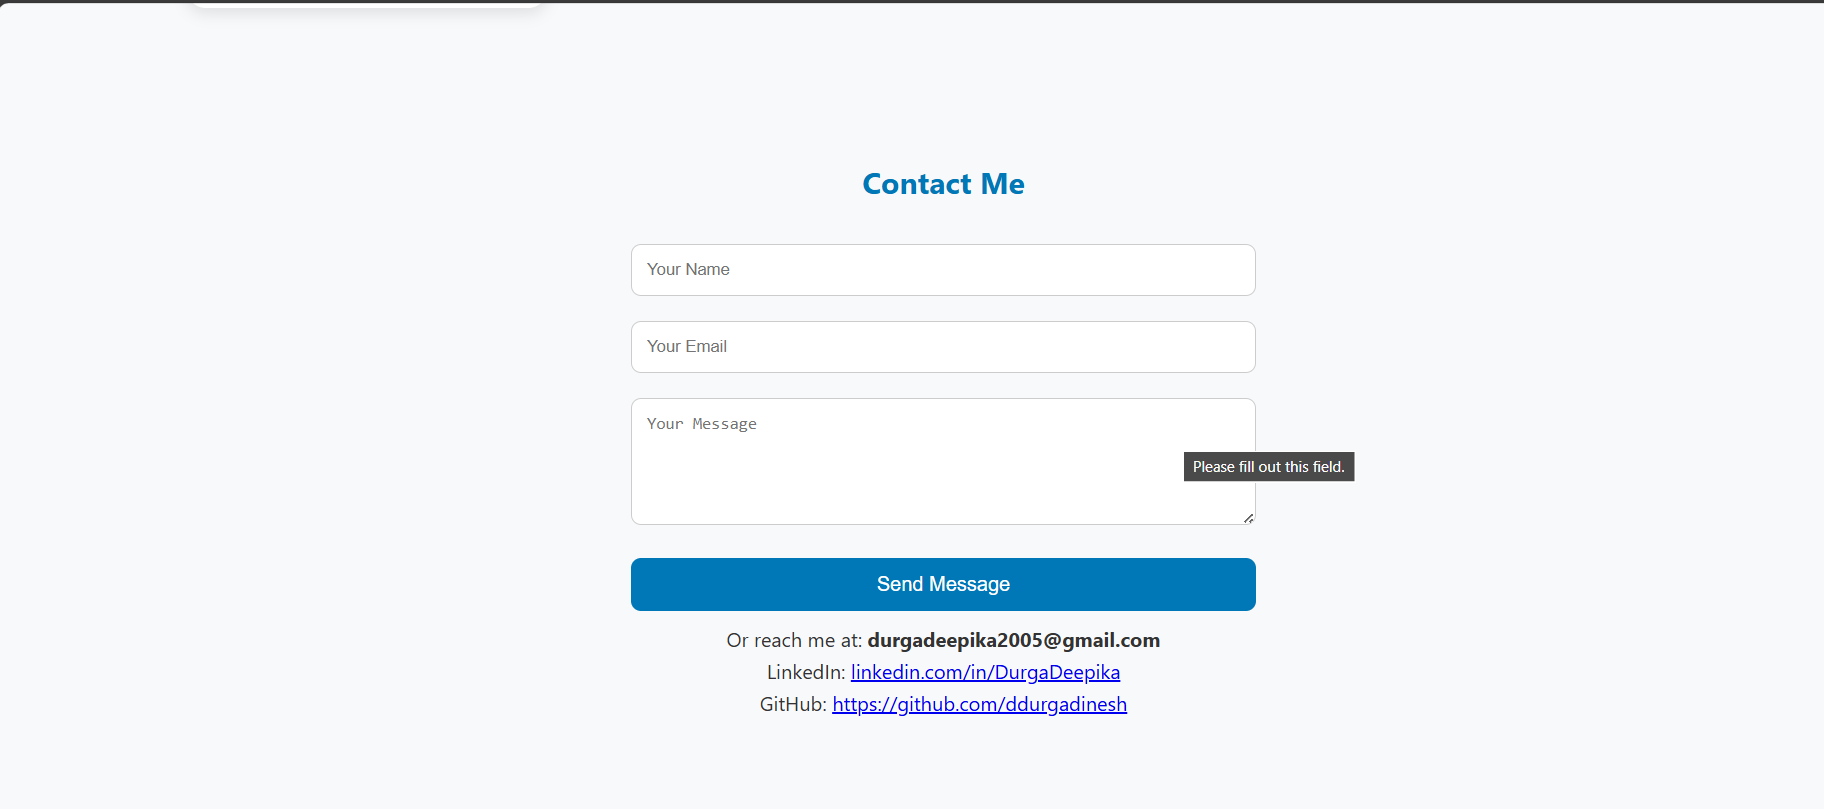 Contact Me
Your Name
Your Email
Your Message
Please fill out this field.
Send Message
Or reach me at: durgadeepika2005@gmail.com
LinkedIn: linkedin.com/in/DurgaDeepika
GitHub: https://github.com/ddurgadinesh